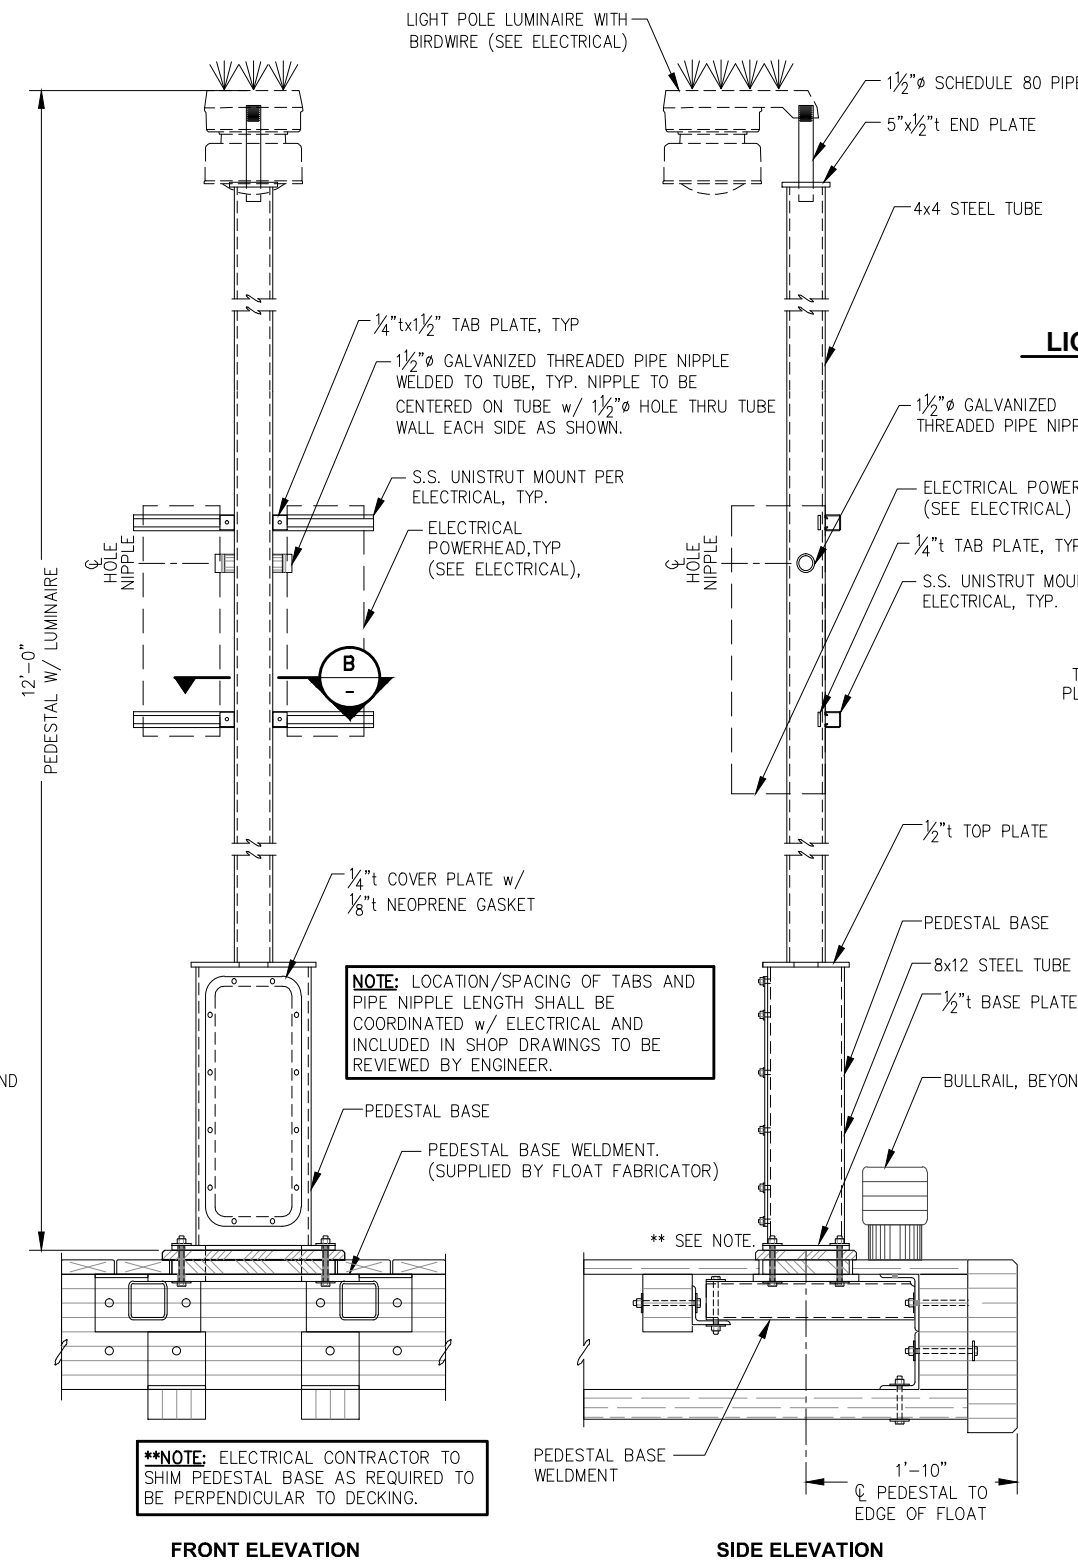 LIGHT POLE LUMINAIRE WITH
BIRDWIRE (SEE ELECTRICAL)
1½"ø SCHEDULE 80 PIPE
5"x½"t END PLATE
4x4 STEEL TUBE
¼"tx1½" TAB PLATE, TYP
1½"ø GALVANIZED THREADED PIPE NIPPLE
WELDED TO TUBE, TYP. NIPPLE TO BE
CENTERED ON TUBE w/ 1½"ø HOLE THRU TUBE
WALL EACH SIDE AS SHOWN.
LIG
1½"ø GALVANIZED
THREADED PIPE NIPP
S.S. UNISTRUT MOUNT PER
ELECTRICAL, TYP.
ELECTRICAL
POWERHEAD,TYP
(SEE ELECTRICAL),
ELECTRICAL POWER
(SEE ELECTRICAL)
¼"t TAB PLATE, TYP
S.S. UNISTRUT MOU
ELECTRICAL, TYP.
℄
HOLE
NIPPLE
℄
HOLE
NIPPLE
12'-0"
PEDESTAL W/ LUMINAIRE
B
-
T
PL
½"t TOP PLATE
¼"t COVER PLATE w/
⅛"t NEOPRENE GASKET
PEDESTAL BASE
8x12 STEEL TUBE
½"t BASE PLATE
NOTE: LOCATION/SPACING OF TABS AND
PIPE NIPPLE LENGTH SHALL BE
COORDINATED w/ ELECTRICAL AND
INCLUDED IN SHOP DRAWINGS TO BE
REVIEWED BY ENGINEER.
ND
BULLRAIL, BEYON
PEDESTAL BASE
PEDESTAL BASE WELDMENT.
(SUPPLIED BY FLOAT FABRICATOR)
** SEE NOTE.
**NOTE: ELECTRICAL CONTRACTOR TO
SHIM PEDESTAL BASE AS REQUIRED TO
BE PERPENDICULAR TO DECKING.
PEDESTAL BASE
WELDMENT
1'-10"
℄ PEDESTAL TO
EDGE OF FLOAT
FRONT ELEVATION
SIDE ELEVATION